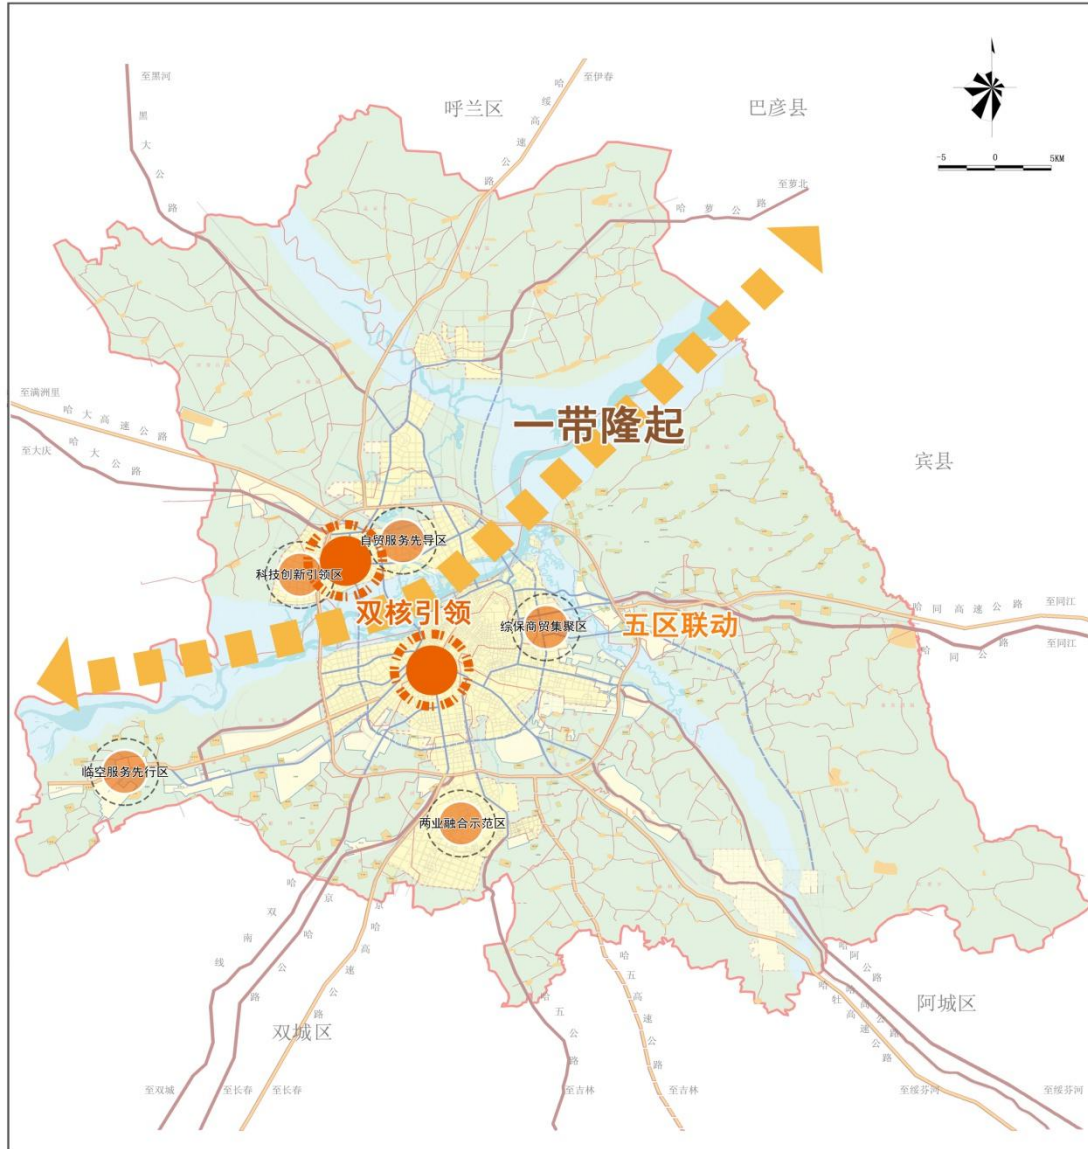 至黑河
呼兰区
至伊春
巴彦县
哈绥高速公路
黑大公路
-5 0 5KM
至萝北
哈萝公路
至满洲里
哈大高速公路
至大庆
哈大公路
一带隆起
宾县
自贸服务先导区
科技创新引领区
双核引领
综保商贸集聚区
五区联动
哈同高速公路
至同江
哈同公路
至同江
临空服务先行区
两业融合示范区
哈双南线
京哈公路
京哈高速公路
哈五公路
哈五高速公路
哈阿公路
哈牡高速公路
双城区
阿城区
至双城
至长春
至长春
至吉林
至吉林
至绥芬河
至绥芬河